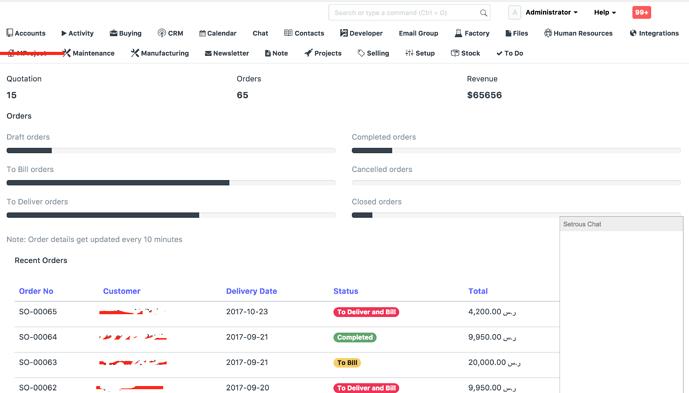 Search or type a command (Ctrl + G)
A Administrator Help 99+
Accounts Activity Buying CRM Calendar Chat Contacts Developer Email Group Factory Files Human Resources Integrations
Maintenance Manufacturing Newsletter Note Projects Selling Setup Stock To Do
Quotation Orders Revenue
15 65 $65656
Orders
Draft orders Completed orders
To Bill orders Cancelled orders
To Deliver orders Closed orders
Setrous Chat
Note: Order details get updated every 10 minutes
Recent Orders
Order No Customer Delivery Date Status Total
SO-00065 2017-10-23 To Deliver and Bill 4,200.00 ر.س
SO-00064 2017-09-21 Completed 9,950.00 ر.س
SO-00063 2017-09-21 To Bill 20,000.00 ر.س
SO-00062 2017-09-20 To Deliver and Bill 9,950.00 ر.س